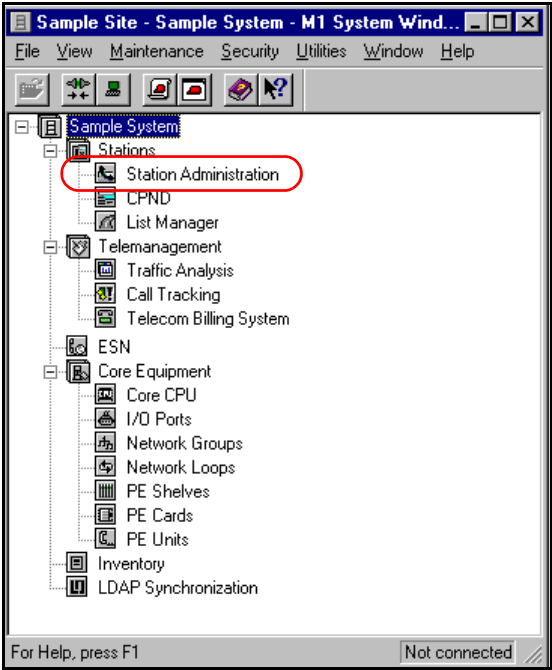 Sample Site - Sample System - M1 System Wind...
File View Maintenance Security Utilities Window Help
Sample System
Stations
Station Administration
CPND
List Manager
Telemanagement
Traffic Analysis
Call Tracking
Telecom Billing System
ESN
Core Equipment
Core CPU
I/O Ports
Network Groups
Network Loops
PE Shelves
PE Cards
PE Units
Inventory
LDAP Synchronization
For Help, press F1 Not connected